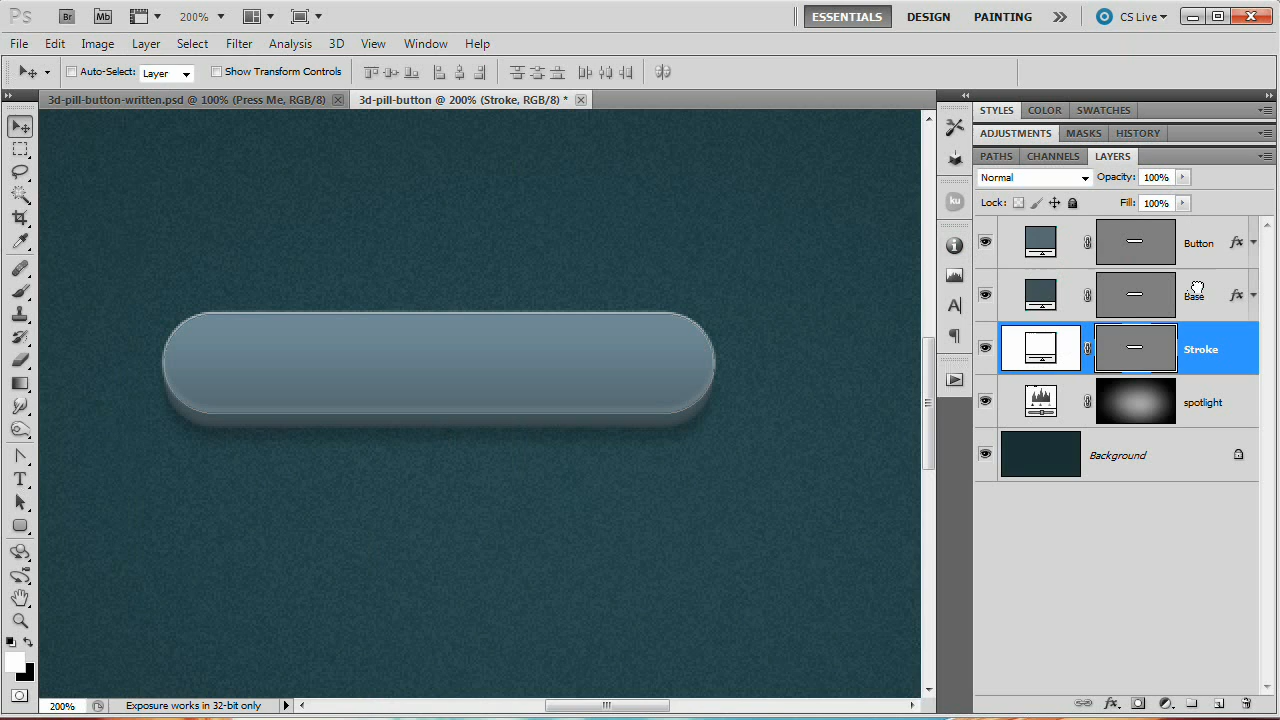 Ps Br Mb 200% ESSENTIALS DESIGN PAINTING CS Live
File Edit Image Layer Select Filter Analysis 3D View Window Help
Auto-Select: Layer Show Transform Controls
3d-pill-button-written.psd @ 100% (Press Me, RGB/8) 3d-pill-button @ 200% (Stroke, RGB/8) *
STYLES COLOR SWATCHES
ADJUSTMENTS MASKS HISTORY
PATHS CHANNELS LAYERS
Normal Opacity: 100%
Lock: Fill: 100%
ku
Button fx
Base fx
Stroke
spotlight
Background
200% Exposure works in 32-bit only